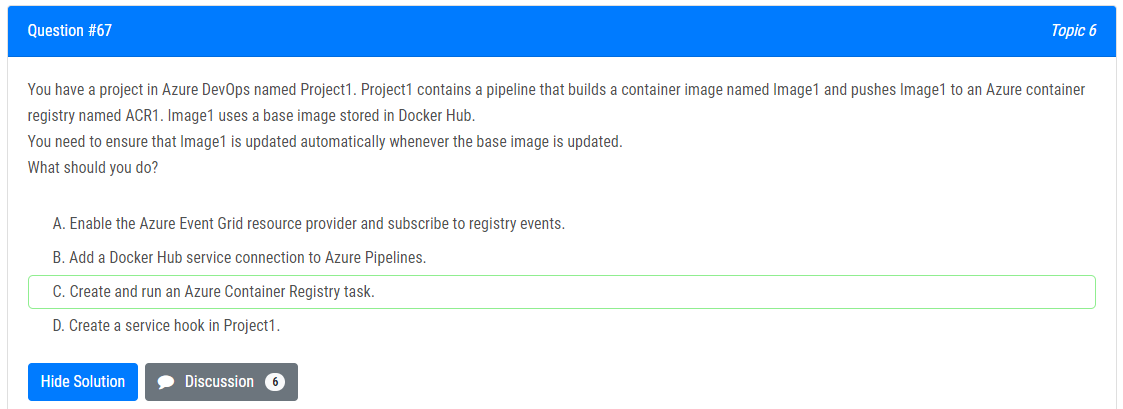 Question #67
Topic 6
You have a project in Azure DevOps named Project1. Project1 contains a pipeline that builds a container image named Image1 and pushes Image1 to an Azure container
registry named ACR1. Image1 uses a base image stored in Docker Hub.
You need to ensure that Image1 is updated automatically whenever the base image is updated.
What should you do?
A. Enable the Azure Event Grid resource provider and subscribe to registry events.
B. Add a Docker Hub service connection to Azure Pipelines.
C. Create and run an Azure Container Registry task.
D. Create a service hook in Project1.
Hide Solution
Discussion 6